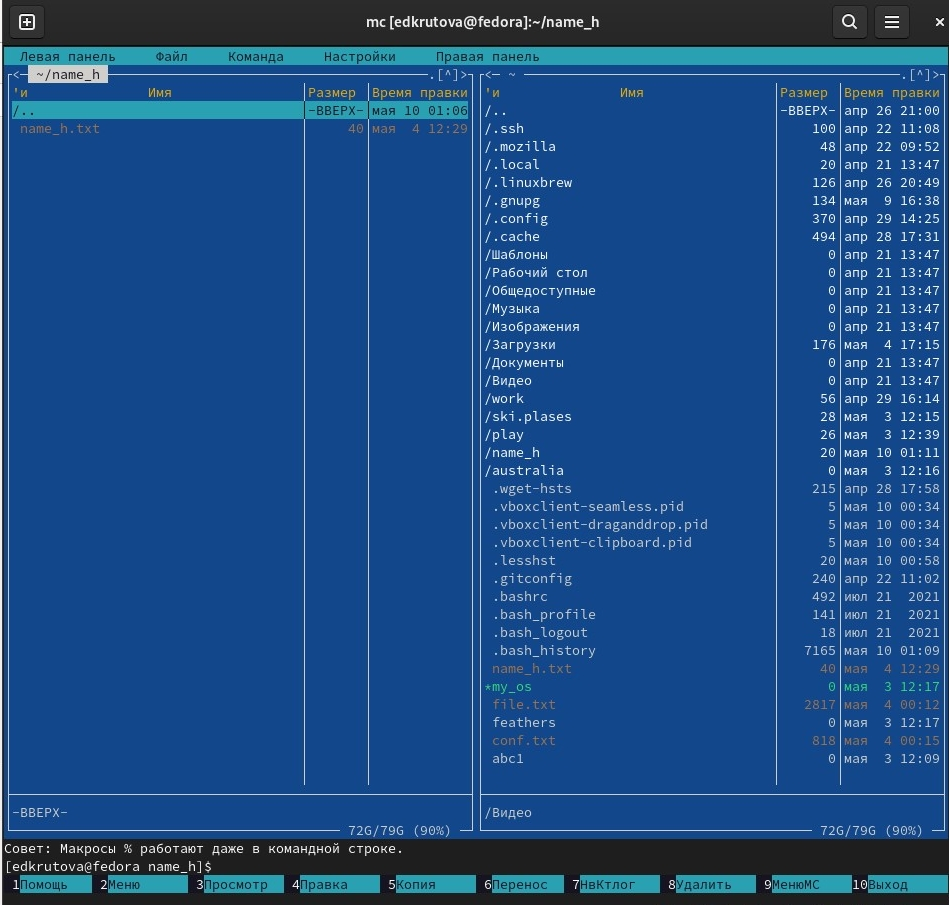 mc [edkrutova@fedora]:~/name_h
Левая панель Файл Команда Настройки Правая панель
<— ~/name_h .[^]>
'и Имя Размер Время правки
/.. -ВВЕРХ- мая 10 01:06
name_h.txt 40 мая 4 12:29
-ВВЕРХ-
72G/79G (90%)
<— ~ .[^]>
'и Имя Размер Время правки
/.. -ВВЕРХ- апр 26 21:00
/.ssh 100 апр 22 11:08
/.mozilla 48 апр 22 09:52
/.local 20 апр 21 13:47
/.linuxbrew 126 апр 26 20:49
/.gnupg 134 мая 9 16:38
/.config 370 апр 29 14:25
/.cache 494 апр 28 17:31
/Шаблоны 0 апр 21 13:47
/Рабочий стол 0 апр 21 13:47
/Общедоступные 0 апр 21 13:47
/Музыка 0 апр 21 13:47
/Изображения 0 апр 21 13:47
/Загрузки 176 мая 4 17:15
/Документы 0 апр 21 13:47
/Видео 0 апр 21 13:47
/work 56 апр 29 16:14
/ski.plases 28 мая 3 12:15
/play 26 мая 3 12:39
/name_h 20 мая 10 01:11
/australia 0 мая 3 12:16
.wget-hsts 215 апр 28 17:58
.vboxclient-seamless.pid 5 мая 10 00:34
.vboxclient-draganddrop.pid 5 мая 10 00:34
.vboxclient-clipboard.pid 5 мая 10 00:34
.lesshst 20 мая 10 00:58
.gitconfig 240 апр 22 11:02
.bashrc 492 июл 21 2021
.bash_profile 141 июл 21 2021
.bash_logout 18 июл 21 2021
.bash_history 7165 мая 10 01:09
name_h.txt 40 мая 4 12:29
*my_os 0 мая 3 12:17
file.txt 2817 мая 4 00:12
feathers 0 мая 3 12:17
conf.txt 818 мая 4 00:15
abc1 0 мая 3 12:09
/Видео
72G/79G (90%)
Совет: Макросы % работают даже в командной строке.
[edkrutova@fedora name_h]$
1Помощь 2Меню 3Просмотр 4Правка 5Копия 6Перенос 7НвКтлог 8Удалить 9МенюMC 10Выход